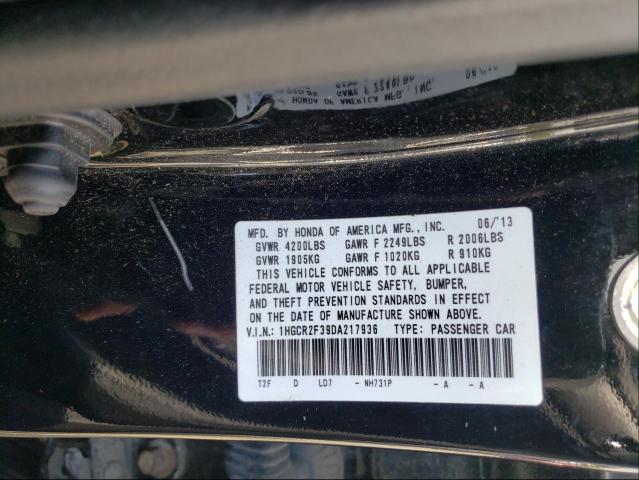 MFD. BY HONDA OF AMERICA MFG., INC. 06/'13
GVWR 4200LBS GAWR F 2249LBS R 2006LBS
GVWR 1905KG GAWR F 1020KG R 910KG
THIS VEHICLE CONFORMS TO ALL APPLICABLE
FEDERAL MOTOR VEHICLE SAFETY, BUMPER,
AND THEFT PREVENTION STANDARDS IN EFFECT
ON THE DATE OF MANUFACTURE SHOWN ABOVE.
V.I.N.: 1HGCR2F39DA217936 TYPE: PASSENGER CAR
T2F D LD7 - NH731P - A - A